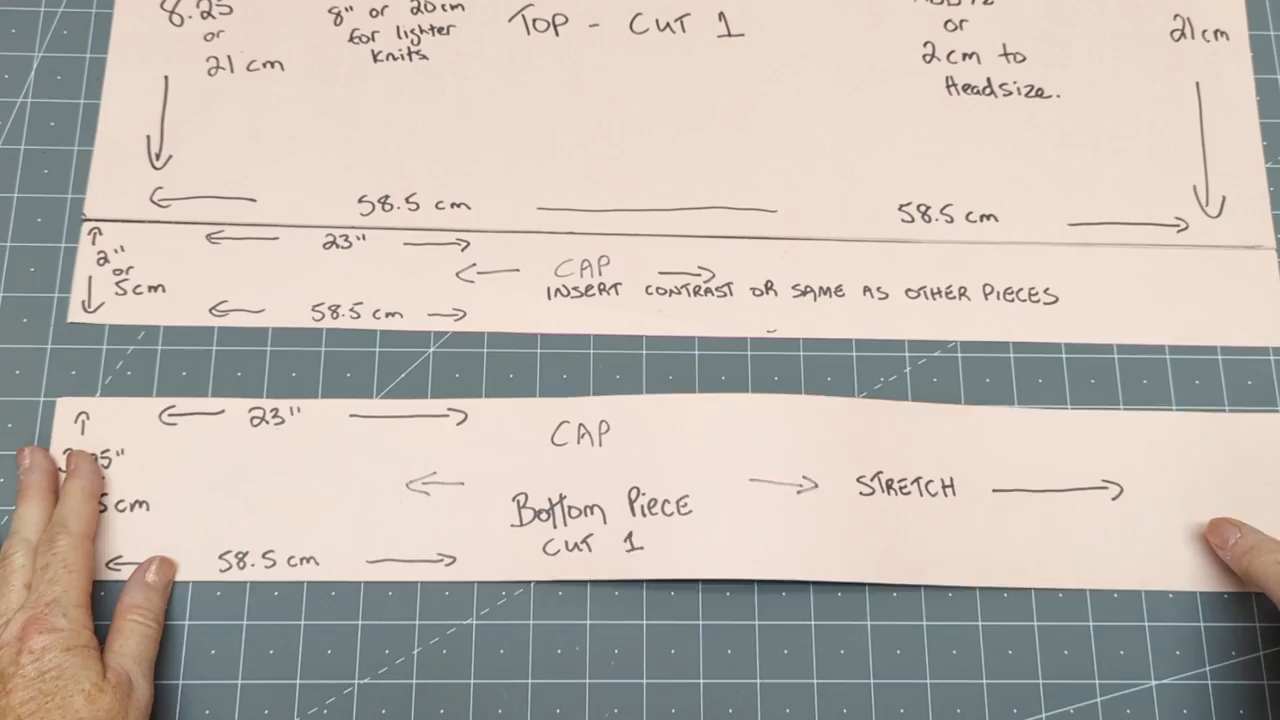 8.25
or
21 cm
8" or 20cm
for lighter
knits
TOP - CUT 1
or
2cm to
Headsize.
21cm
58.5 cm
58.5 cm
2"
or
5cm
23"
CAP
INSERT CONTRAST OR SAME AS OTHER PIECES
58.5 cm
23"
CAP
STRETCH
Bottom Piece
CUT 1
58.5 cm